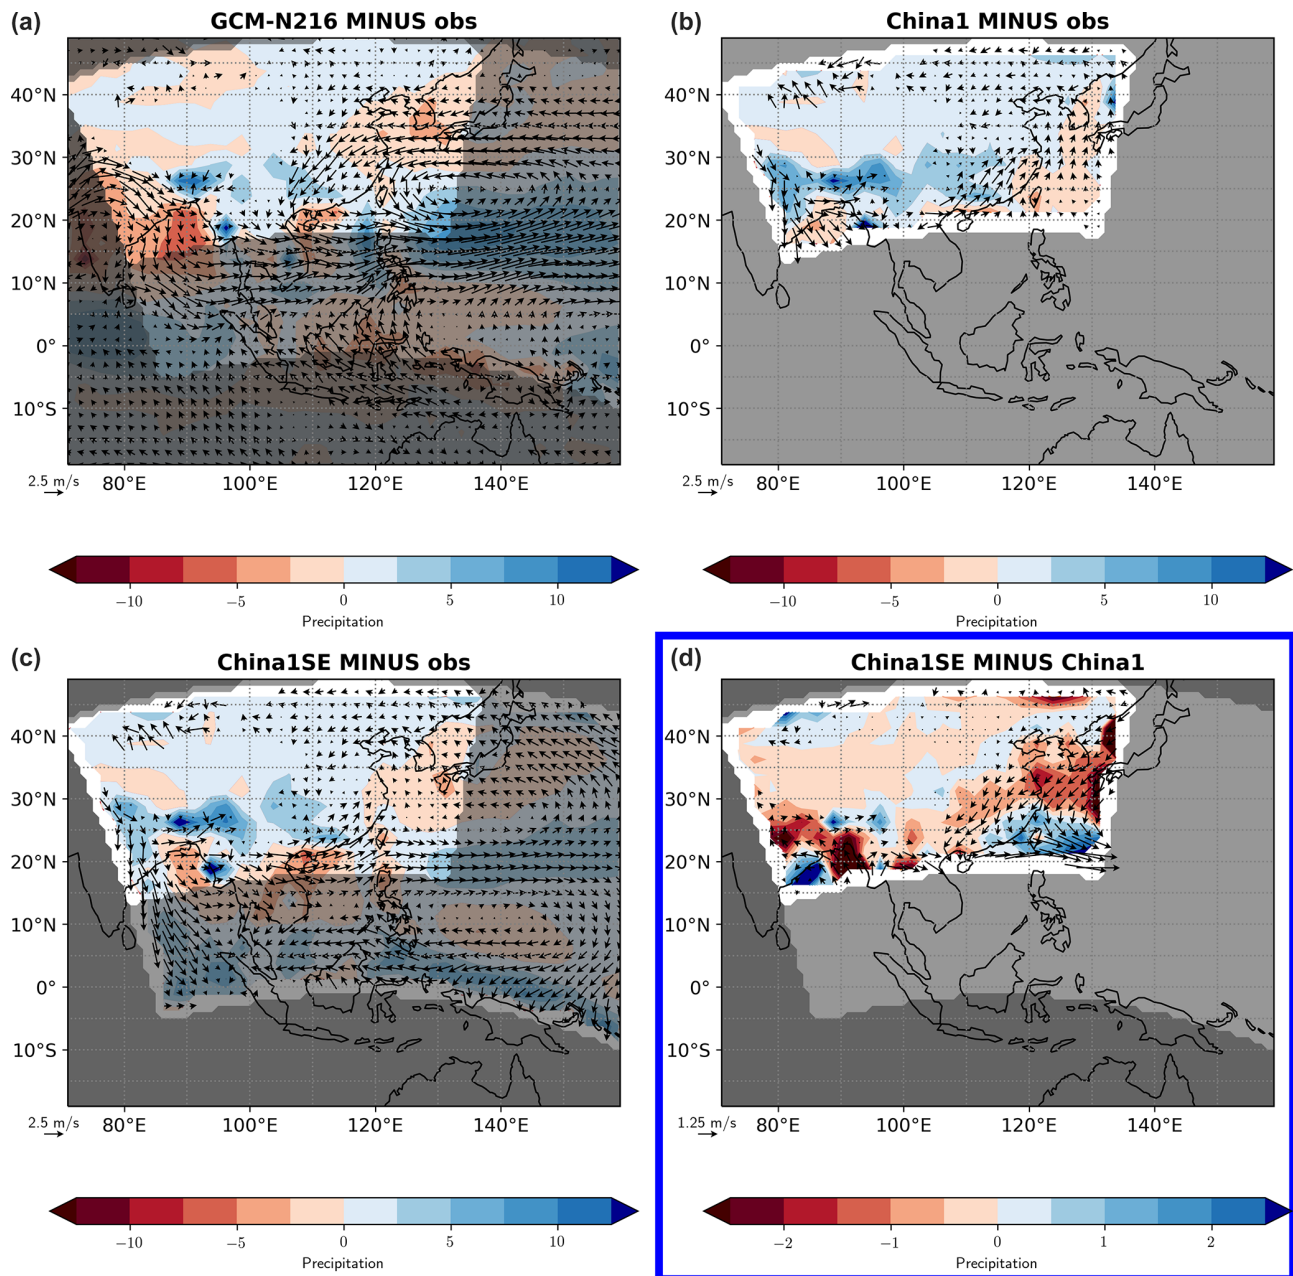 (a) GCM-N216 MINUS obs
40°N
30°N
20°N
10°N
0°
10°S
80°E 100°E 120°E 140°E
2.5 m/s
−10 −5 0 5 10
Precipitation
(b) China1 MINUS obs
40°N
30°N
20°N
10°N
0°
10°S
80°E 100°E 120°E 140°E
2.5 m/s
−10 −5 0 5 10
Precipitation
(c) China1SE MINUS obs
40°N
30°N
20°N
10°N
0°
10°S
80°E 100°E 120°E 140°E
2.5 m/s
−10 −5 0 5 10
Precipitation
(d) China1SE MINUS China1
40°N
30°N
20°N
10°N
0°
10°S
80°E 100°E 120°E 140°E
1.25 m/s
−2 −1 0 1 2
Precipitation